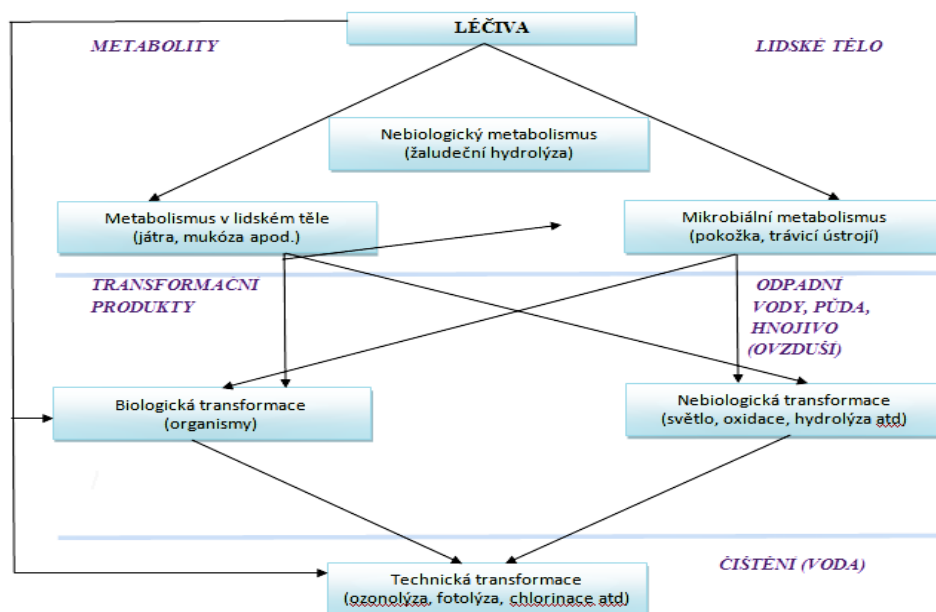 LÉČIVA
METABOLITY
LIDSKÉ TĚLO
Nebiologický metabolismus
(žaludeční hydrolýza)
Metabolismus v lidském těle
(játra, mukóza apod.)
Mikrobiální metabolismus
(pokožka, trávicí ústrojí)
TRANSFORMAČNÍ
PRODUKTY
ODPADNÍ
VODY, PŮDA,
HNOJIVO
(OVZDUŠÍ)
Biologická transformace
(organismy)
Nebiologická transformace
(světlo, oxidace, hydrolýza atd)
ČIŠTĚNÍ (VODA)
Technická transformace
(ozonolýza, fotolýza, chlorinace atd)